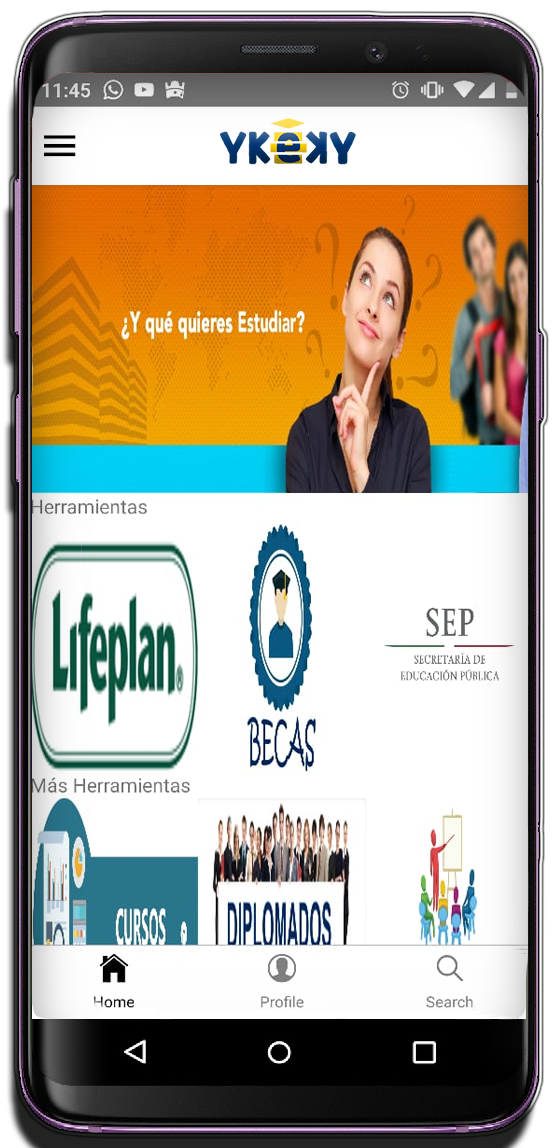 11:45
YKEKY
¿Y qué quieres Estudiar?
Herramientas
Lifeplan®
BECAS
SEP
SECRETARÍA DE
EDUCACIÓN PÚBLICA
Más Herramientas
CURSOS
DIPLOMADOS
Home
Profile
Search